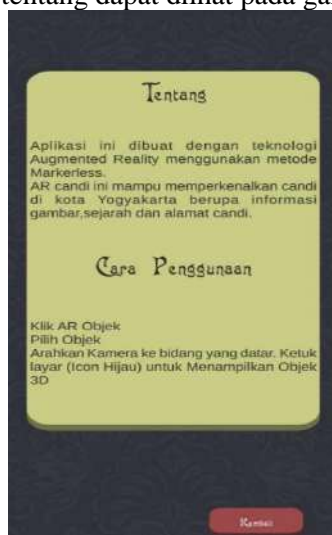 tentang dapat dilihat pada
Tentang
Aplikasi ini dibuat dengan teknologi
Augmented Reality menggunakan metode
Markerless.
AR candi ini mampu memperkenalkan candi
di kota Yogyakarta berupa informasi
gambar,sejarah dan alamat candi.
Cara Penggunaan
Klik AR Objek
Pilih Objek
Arahkan Kamera ke bidang yang datar. Ketuk
layar (Icon Hijau) untuk Menampilkan Objek
3D
Kembali